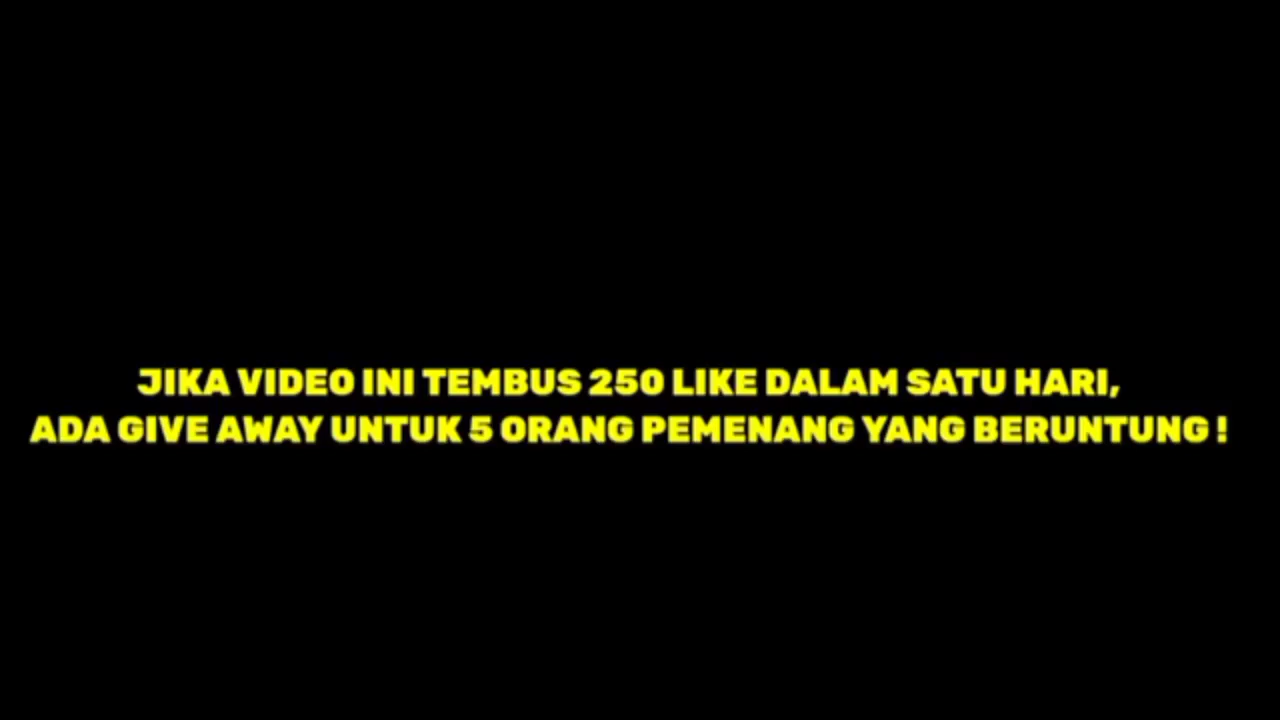 JIKA VIDEO INI TEMBUS 250 LIKE DALAM SATU HARI,
ADA GIVE AWAY UNTUK 5 ORANG PEMENANG YANG BERUNTUNG !